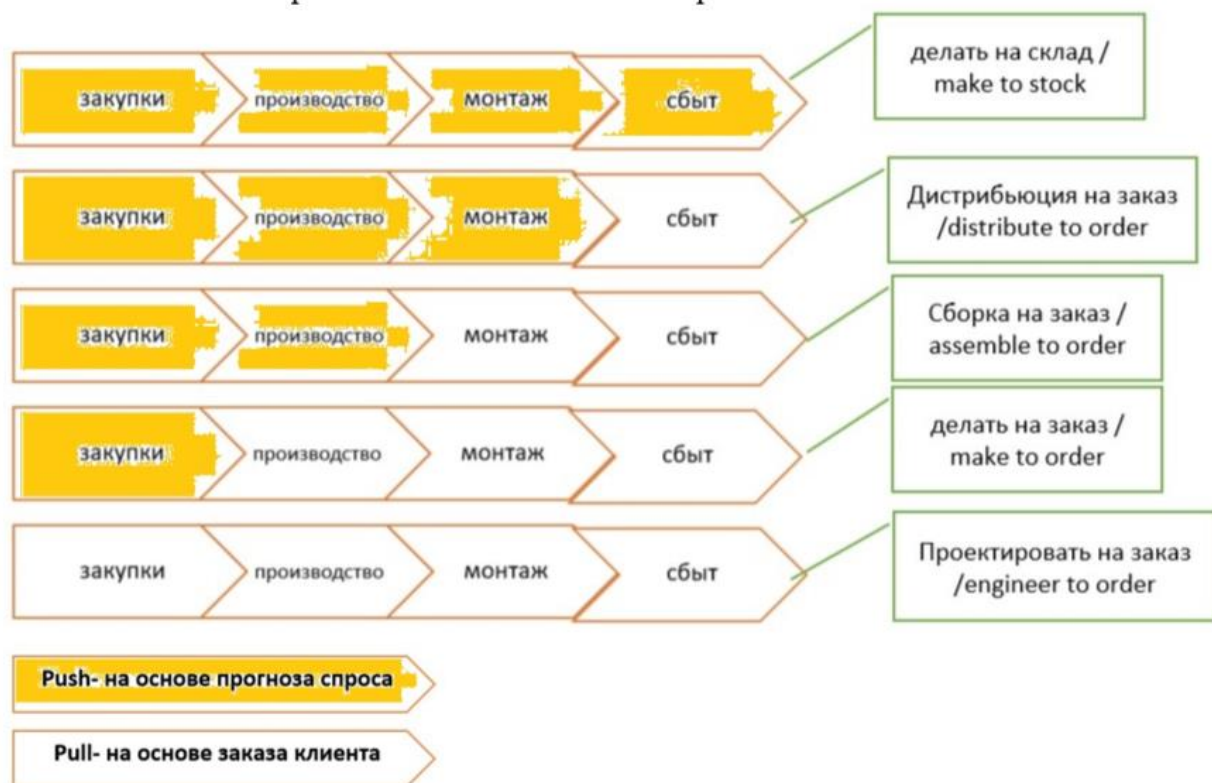 закупки производство монтаж сбыт
делать на склад /
make to stock
закупки производство монтаж сбыт
Дистрибьюция на заказ
/distribute to order
закупки производство монтаж сбыт
Сборка на заказ /
assemble to order
закупки производство монтаж сбыт
делать на заказ /
make to order
закупки производство монтаж сбыт
Проектировать на заказ
/engineer to order
Push- на основе прогноза спроса
Pull- на основе заказа клиента